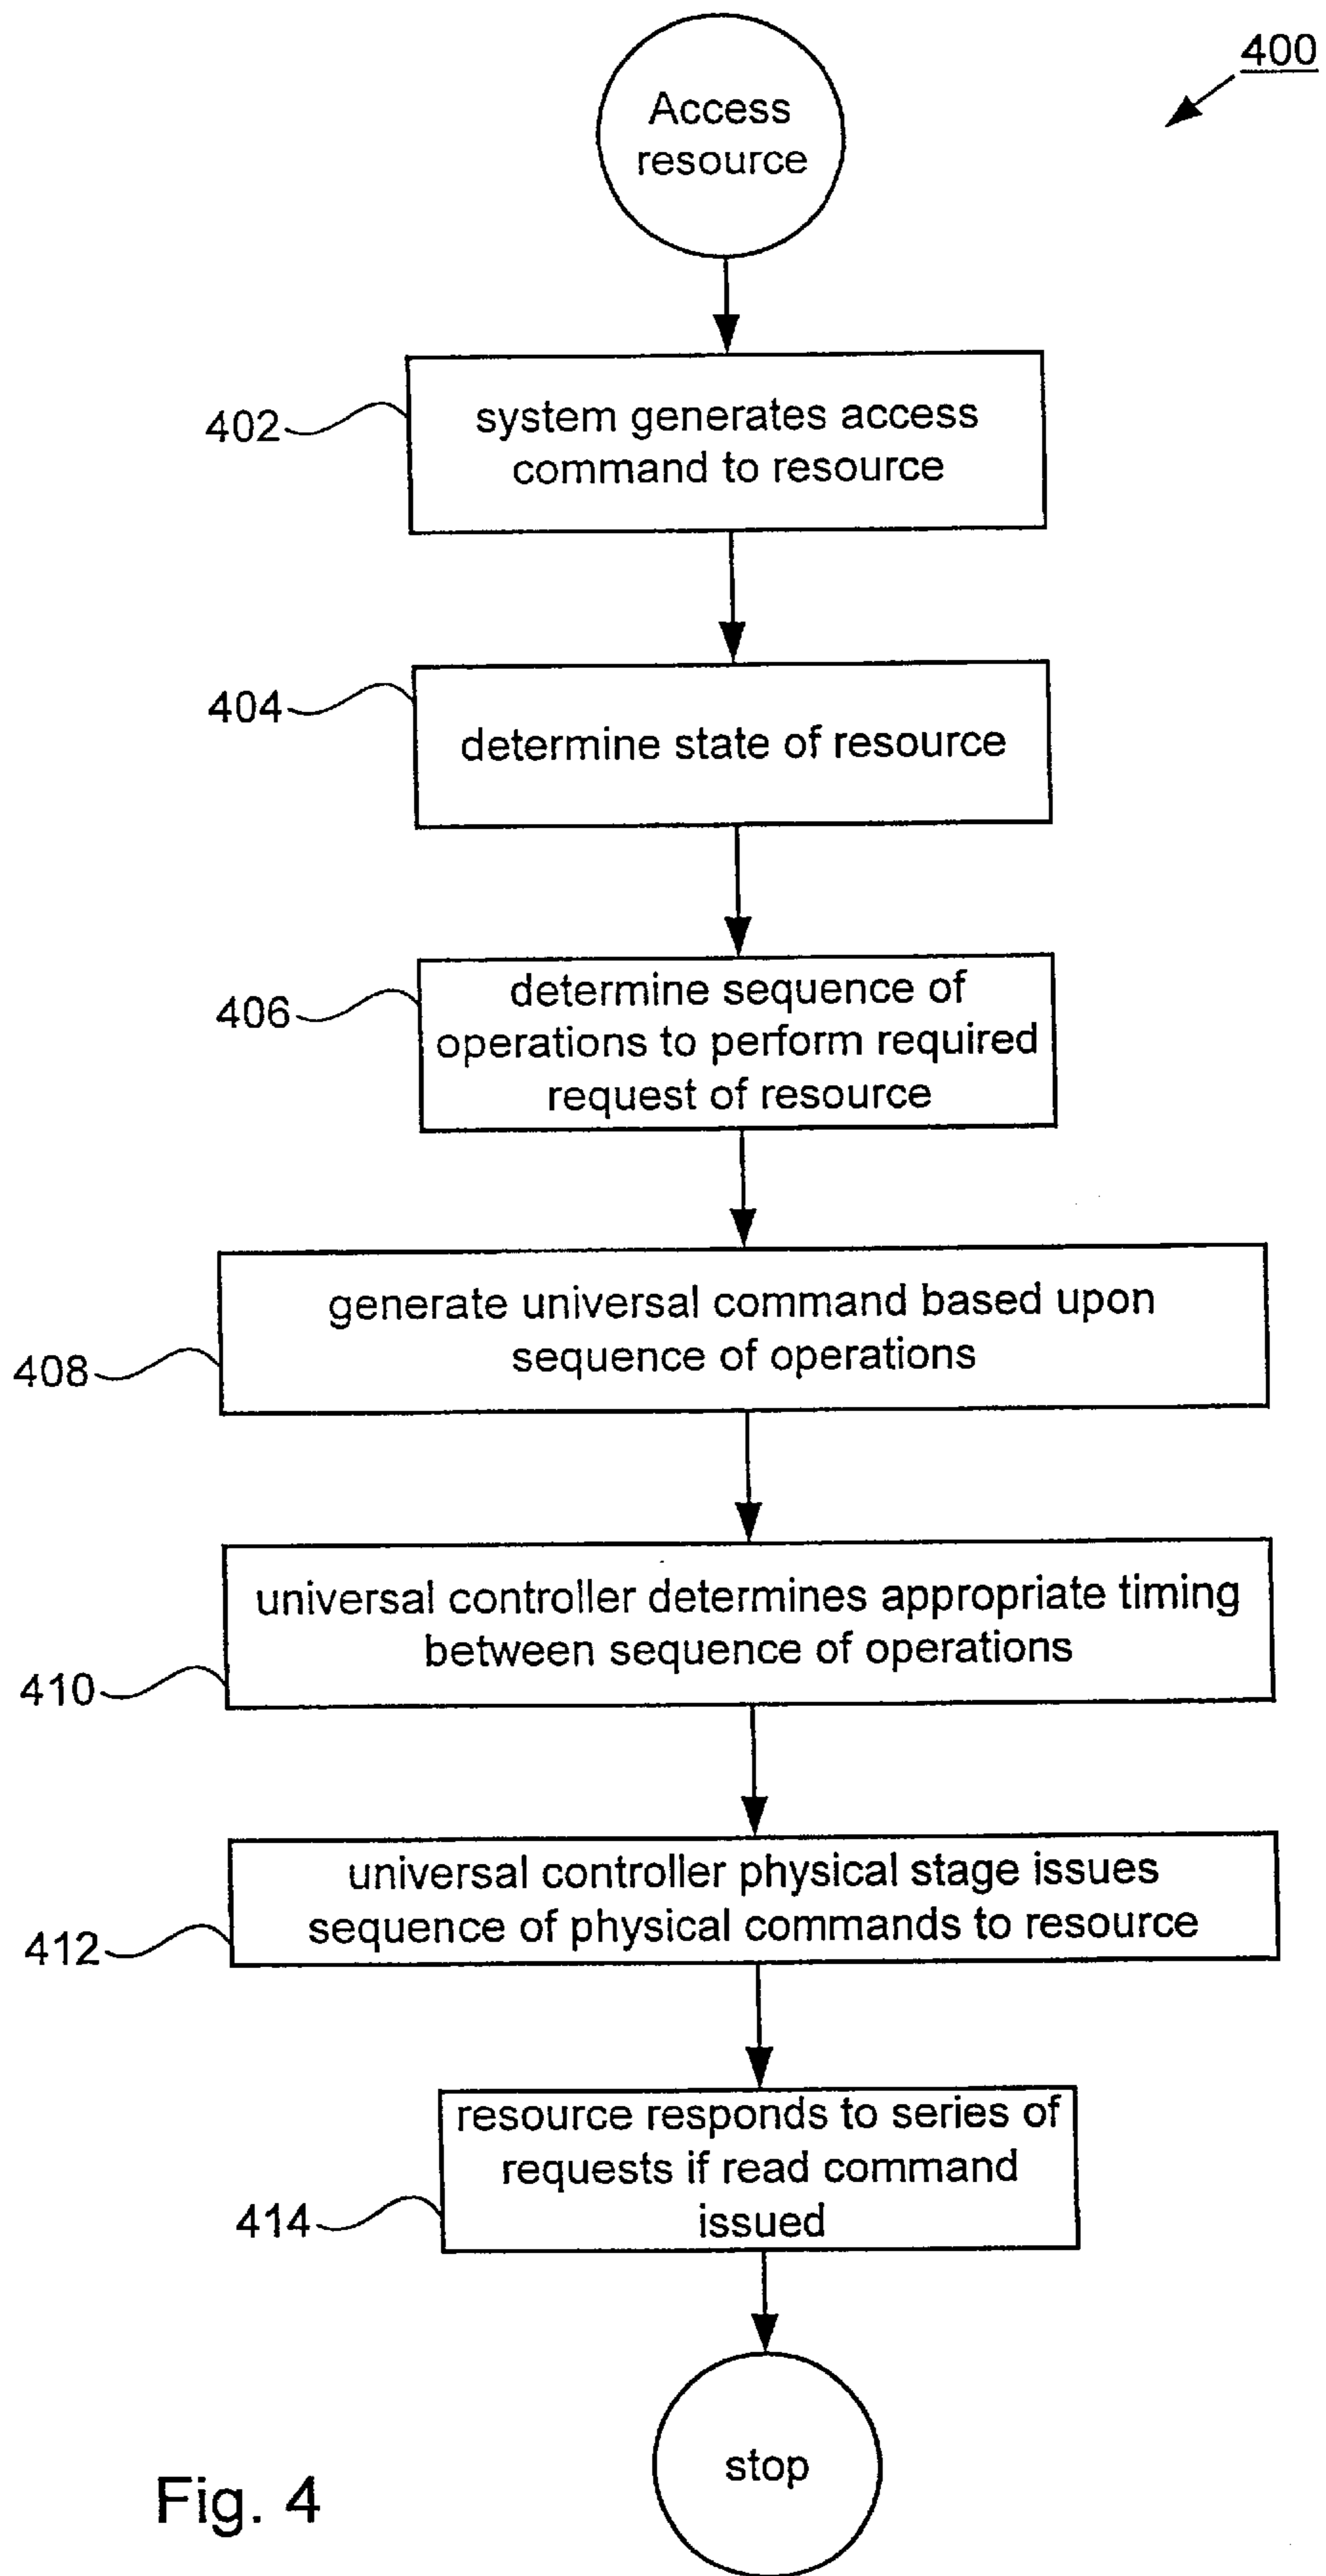 400
Access
resource
402
system generates access
command to resource
404
determine state of resource
406
determine sequence of
operations to perform required
request of resource
408
generate universal command based upon
sequence of operations
410
universal controller determines appropriate timing
between sequence of operations
412
universal controller physical stage issues
sequence of physical commands to resource
414
resource responds to series of
requests if read command
issued
stop
Fig. 4